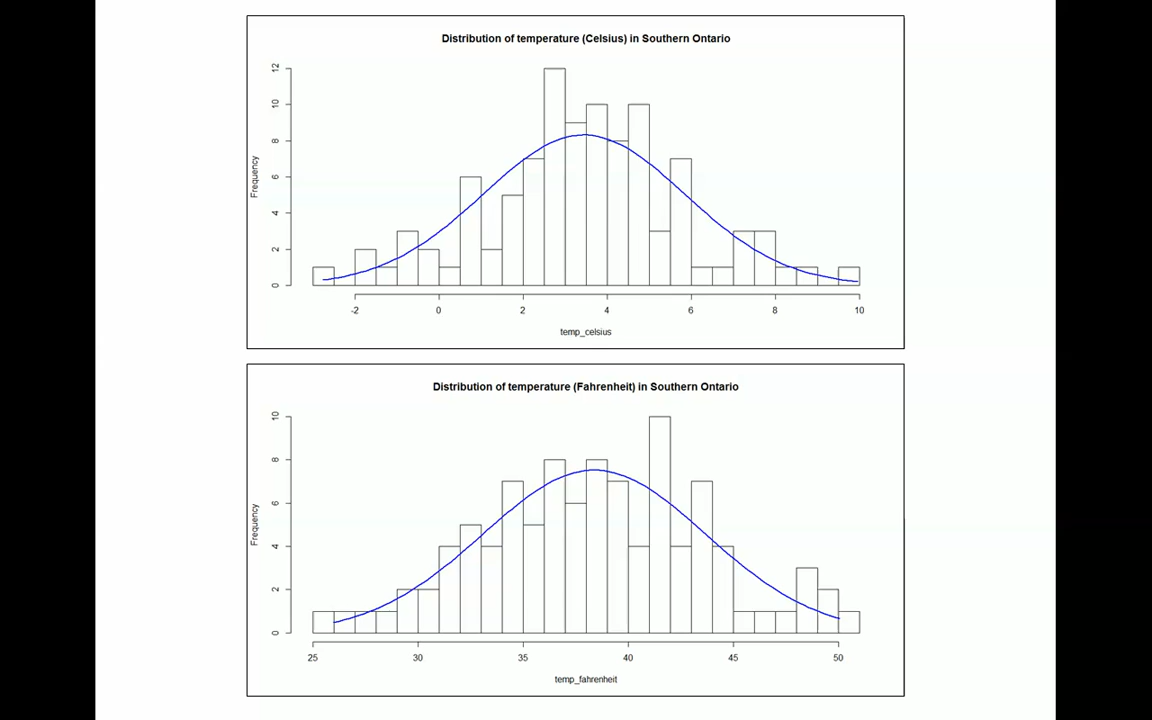 Distribution of temperature (Celsius) in Southern Ontario
12
10
8
6
4
2
0
Frequency
-2 0 2 4 6 8 10
temp_celsius
Distribution of temperature (Fahrenheit) in Southern Ontario
10
8
6
4
2
0
Frequency
25 30 35 40 45 50
temp_fahrenheit